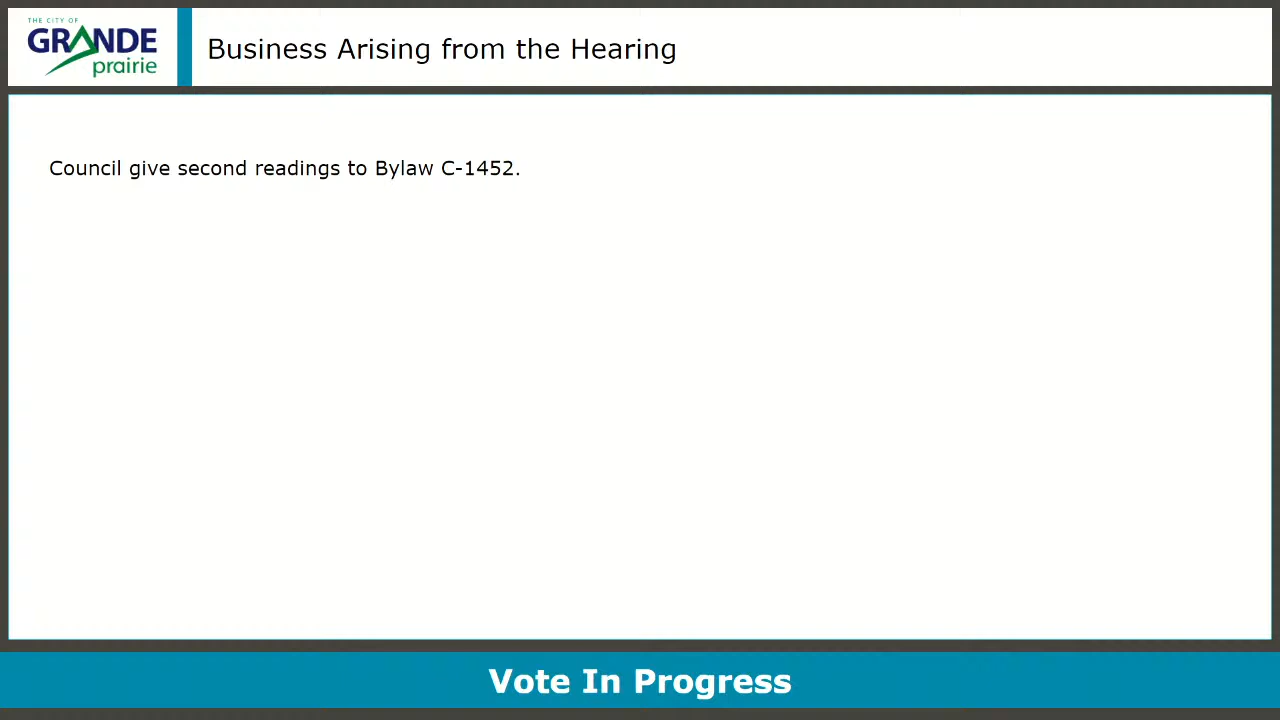 THE CITY OF
GRANDE
prairie
Business Arising from the Hearing
Council give second readings to Bylaw C-1452.
Vote In Progress